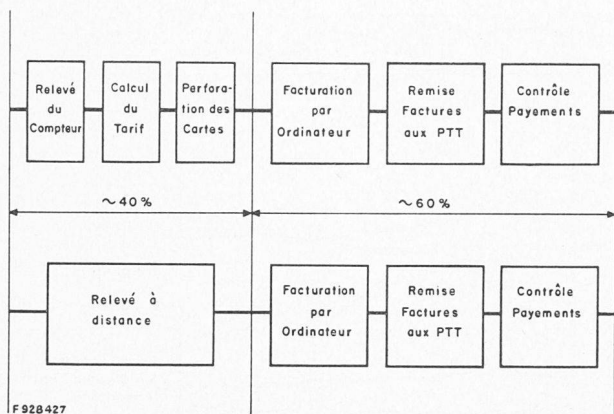 Relevé
du
Compteur
Calcul
du
Tarif
Perfora-
tion des
Cartes
Facturation
par
Ordinateur
Remise
Factures
aux PTT
Contrôle
Payements
~40%
~60%
Relevé à
distance
Facturation
par
Ordinateur
Remise
Factures
aux PTT
Contrôle
Payements
F928427